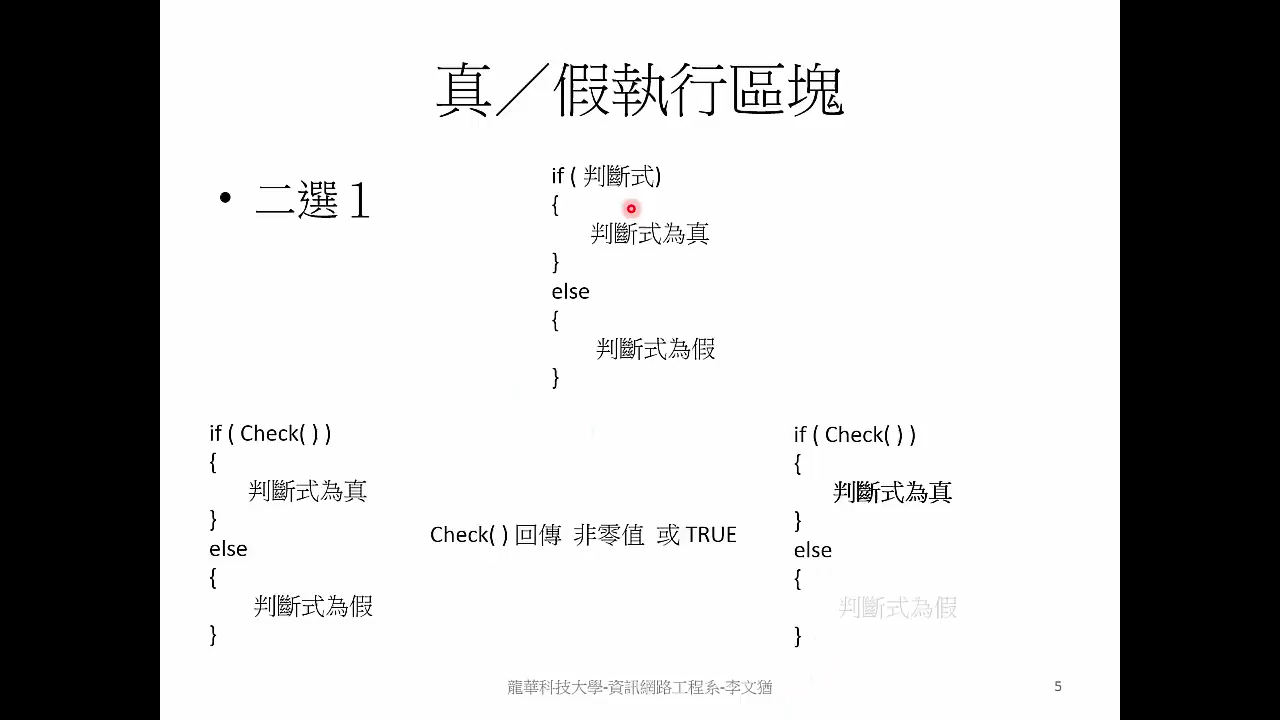 真／假執行區塊
• 二選１
if ( 判斷式)
{
判斷式為真
}
else
{
判斷式為假
}
if ( Check( ) )
{
判斷式為真
}
else
{
判斷式為假
}
Check( ) 回傳 非零值 或 TRUE
if ( Check( ) )
{
判斷式為真
}
else
{
判斷式為假
}
龍華科技大學-資訊網路工程系-李文猶
5